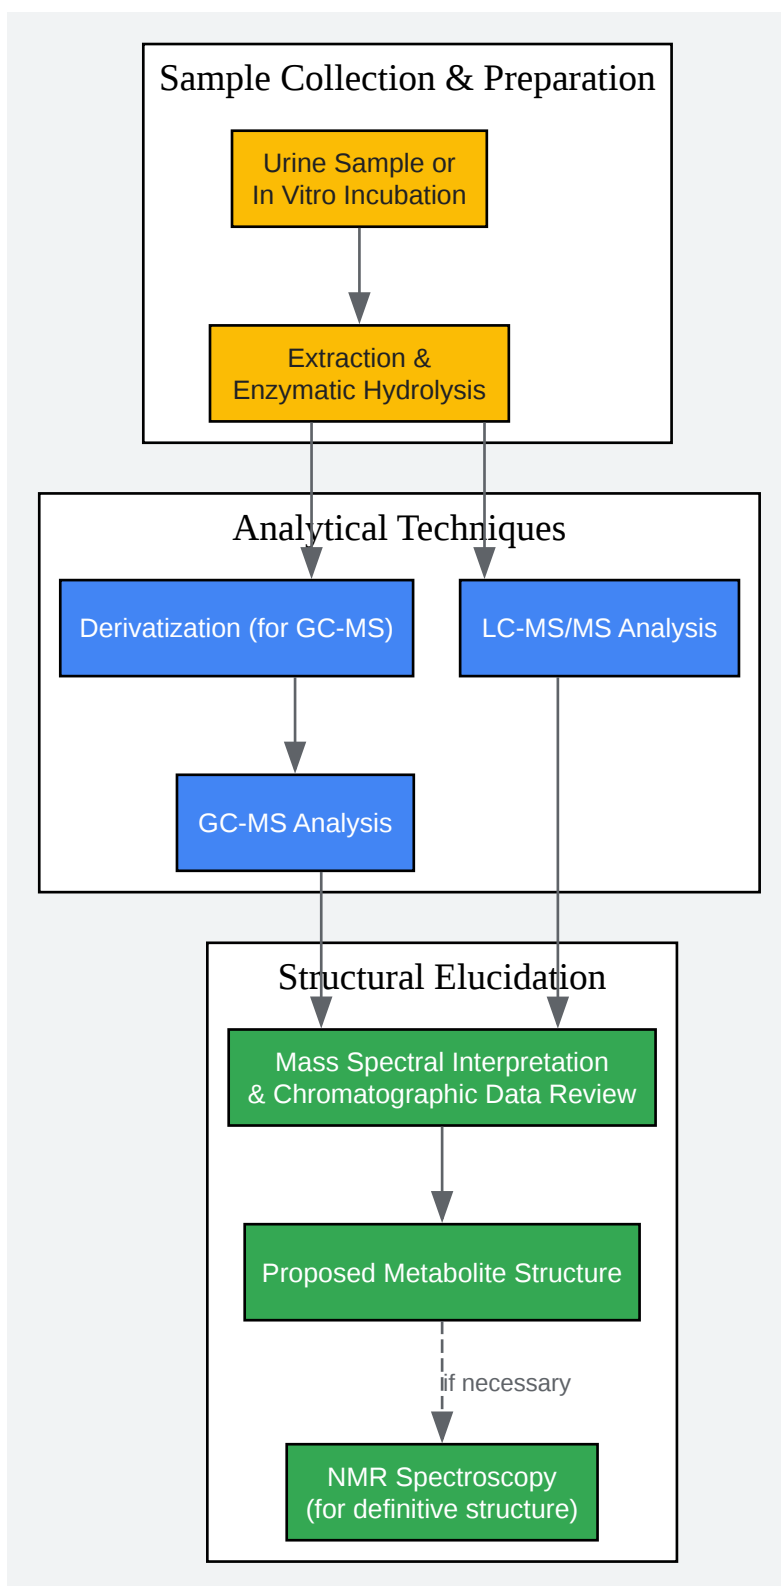 Sample Collection & Preparation
Urine Sample or
In Vitro Incubation
Extraction &
Enzymatic Hydrolysis
Analytical Techniques
Derivatization (for GC-MS)
LC-MS/MS Analysis
GC-MS Analysis
Structural Elucidation
Mass Spectral Interpretation
& Chromatographic Data Review
Proposed Metabolite Structure
if necessary
NMR Spectroscopy
(for definitive structure)